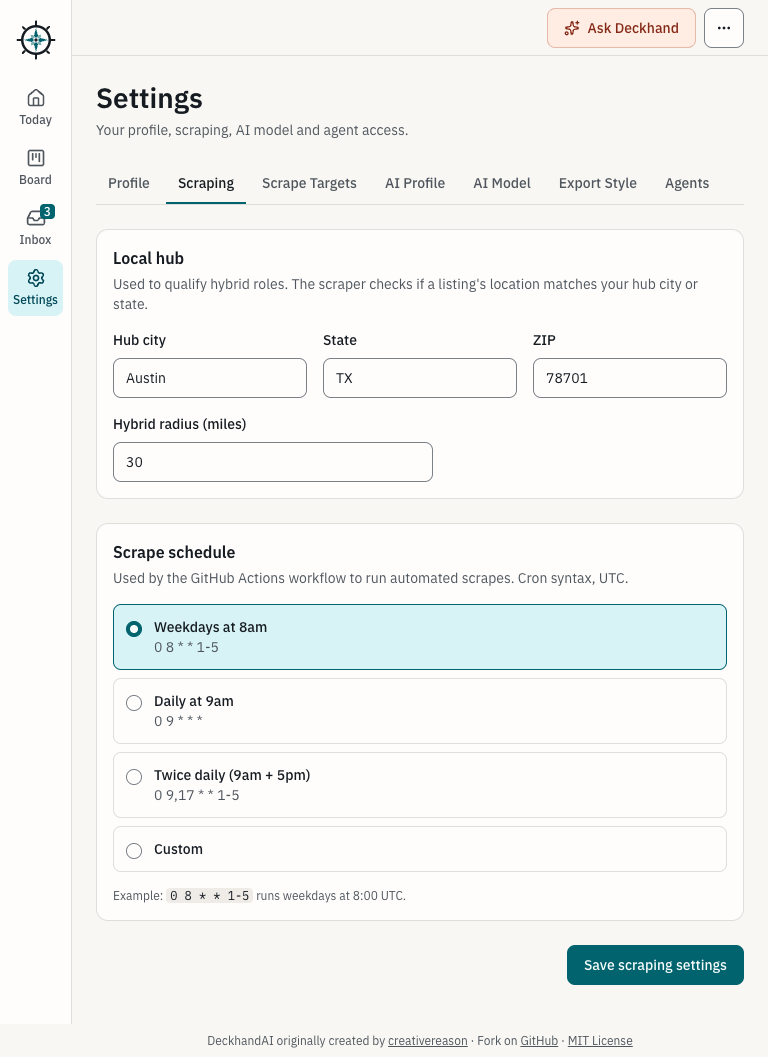 Ask Deckhand
Today
Board
3
Inbox
Settings
Settings
Your profile, scraping, AI model and agent access.
Profile
Scraping
Scrape Targets
AI Profile
AI Model
Export Style
Agents
Local hub
Used to qualify hybrid roles. The scraper checks if a listing's location matches your hub city or
state.
Hub city
State
ZIP
Austin
TX
78701
Hybrid radius (miles)
30
Scrape schedule
Used by the GitHub Actions workflow to run automated scrapes. Cron syntax, UTC.
Weekdays at 8am
0 8 * * 1-5
Daily at 9am
0 9 * * *
Twice daily (9am + 5pm)
0 9,17 * * 1-5
Custom
Example: 0 8 * * 1-5 runs weekdays at 8:00 UTC.
Save scraping settings
DeckhandAI originally created by creativereason · Fork on GitHub · MIT License